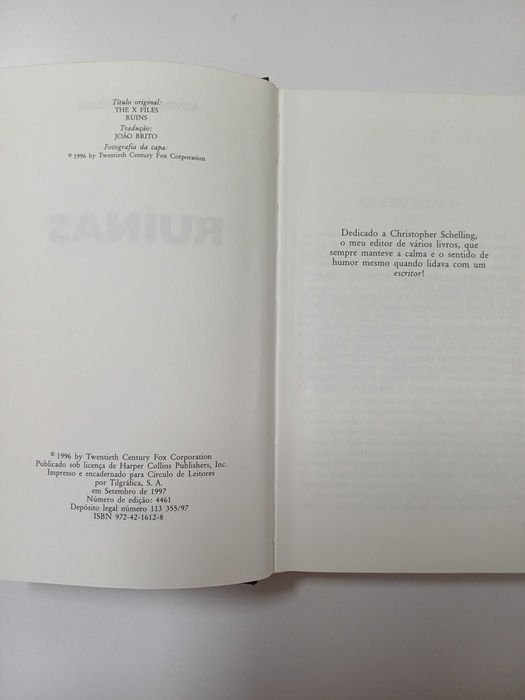 Título original:
THE X FILES
RUINS
Tradução:
JOÃO BRITO
Fotografia da capa:
© 1996 by Twentieth Century Fox Corporation
RUÍNAS
© 1996 by Twentieth Century Fox Corporation
Publicado sob licença de Harper Collins Publishers, Inc.
Impresso e encadernado para Círculo de Leitores
por Tilgráfica, S. A.
em Setembro de 1997
Número de edição: 4461
Depósito legal número 113 355/97
ISBN 972-42-1612-8
AGRADECIMENTOS
Dedicado a Christopher Schelling,
o meu editor de vários livros, que
sempre manteve a calma e o sentido de
humor mesmo quando lidava com um
escritor!